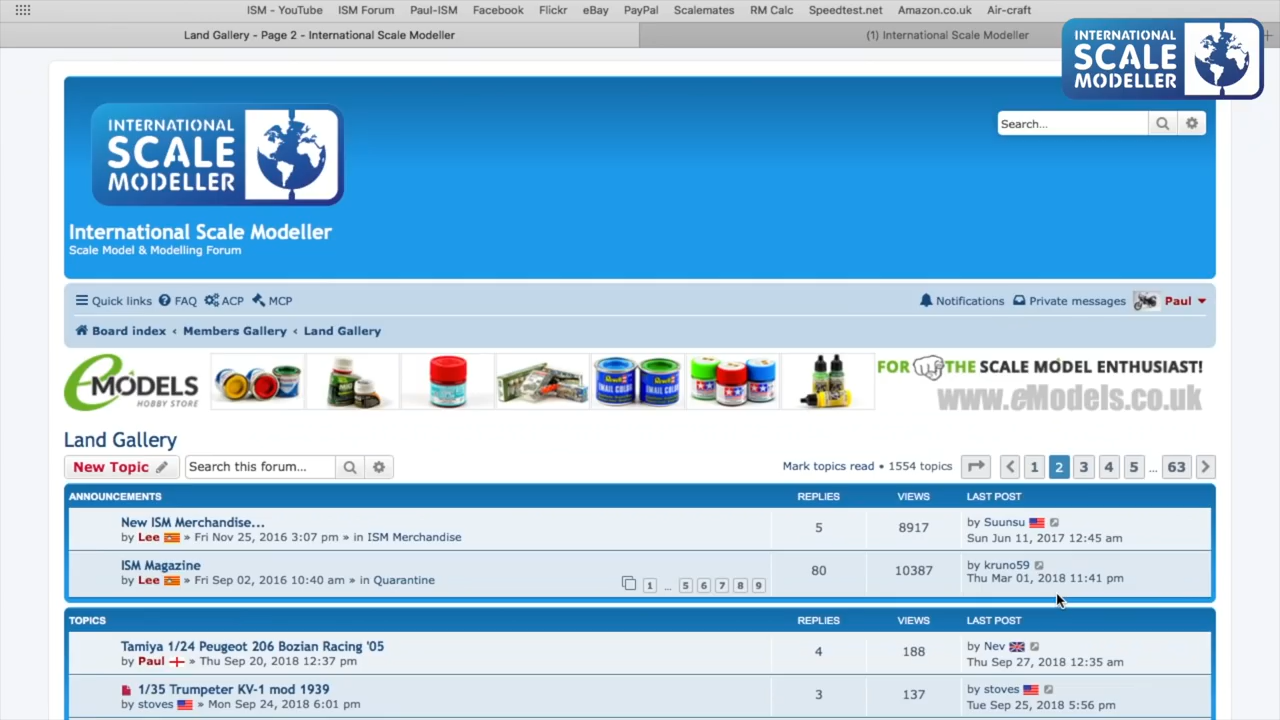 ISM - YouTube ISM Forum Paul-ISM Facebook Flickr eBay PayPal Scalemates RM Calc Speedtest.net Amazon.co.uk Air-craft
Land Gallery - Page 2 - International Scale Modeller (1) International Scale Modeller
INTERNATIONAL
SCALE
MODELLER
Search...
INTERNATIONAL
SCALE
MODELLER
International Scale Modeller
Scale Model & Modelling Forum
Quick links FAQ ACP MCP Notifications Private messages Paul
Board index ‹ Members Gallery ‹ Land Gallery
eMODELS
HOBBY STORE
FOR THE SCALE MODEL ENTHUSIAST!
www.eModels.co.uk
Land Gallery
New Topic Search this forum... Mark topics read • 1554 topics 1 2 3 4 5 ... 63
ANNOUNCEMENTS REPLIES VIEWS LAST POST
New ISM Merchandise... 5 8917 by Suunsu
by Lee » Fri Nov 25, 2016 3:07 pm » in ISM Merchandise Sun Jun 11, 2017 12:45 am
ISM Magazine 80 10387 by kruno59
by Lee » Fri Sep 02, 2016 10:40 am » in Quarantine 1 ... 5 6 7 8 9 Thu Mar 01, 2018 11:41 pm
TOPICS REPLIES VIEWS LAST POST
Tamiya 1/24 Peugeot 206 Bozian Racing '05 4 188 by Nev
by Paul » Thu Sep 20, 2018 12:37 pm Thu Sep 27, 2018 12:35 am
1/35 Trumpeter KV-1 mod 1939 3 137 by stoves
by stoves » Mon Sep 24, 2018 6:01 pm Tue Sep 25, 2018 5:56 pm